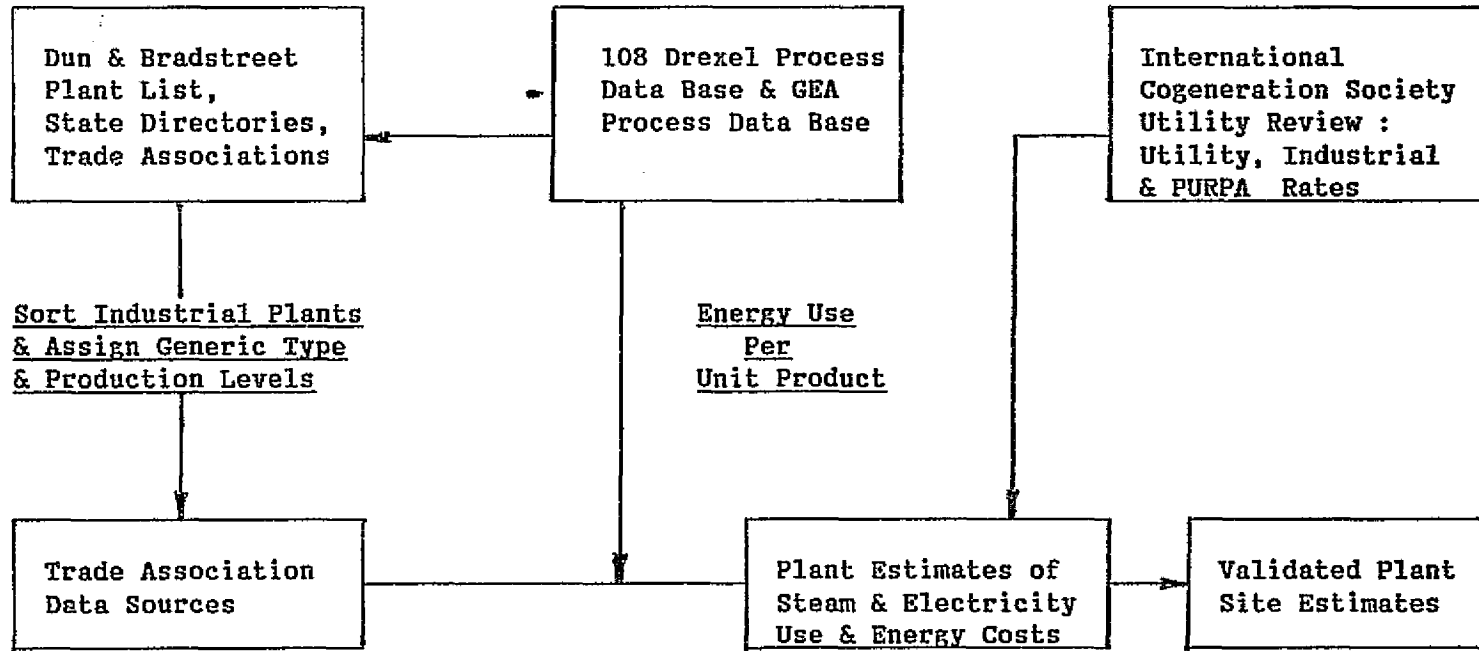 Dun & Bradstreet
Plant List,
State Directories,
Trade Associations
108 Drexel Process
Data Base & GEA
Process Data Base
International
Cogeneration Society
Utility Review :
Utility, Industrial
& PURPA Rates
Sort Industrial Plants
& Assign Generic Type
& Production Levels
Energy Use
Per
Unit Product
Trade Association
Data Sources
Plant Estimates of
Steam & Electricity
Use & Energy Costs
Validated Plant
Site Estimates